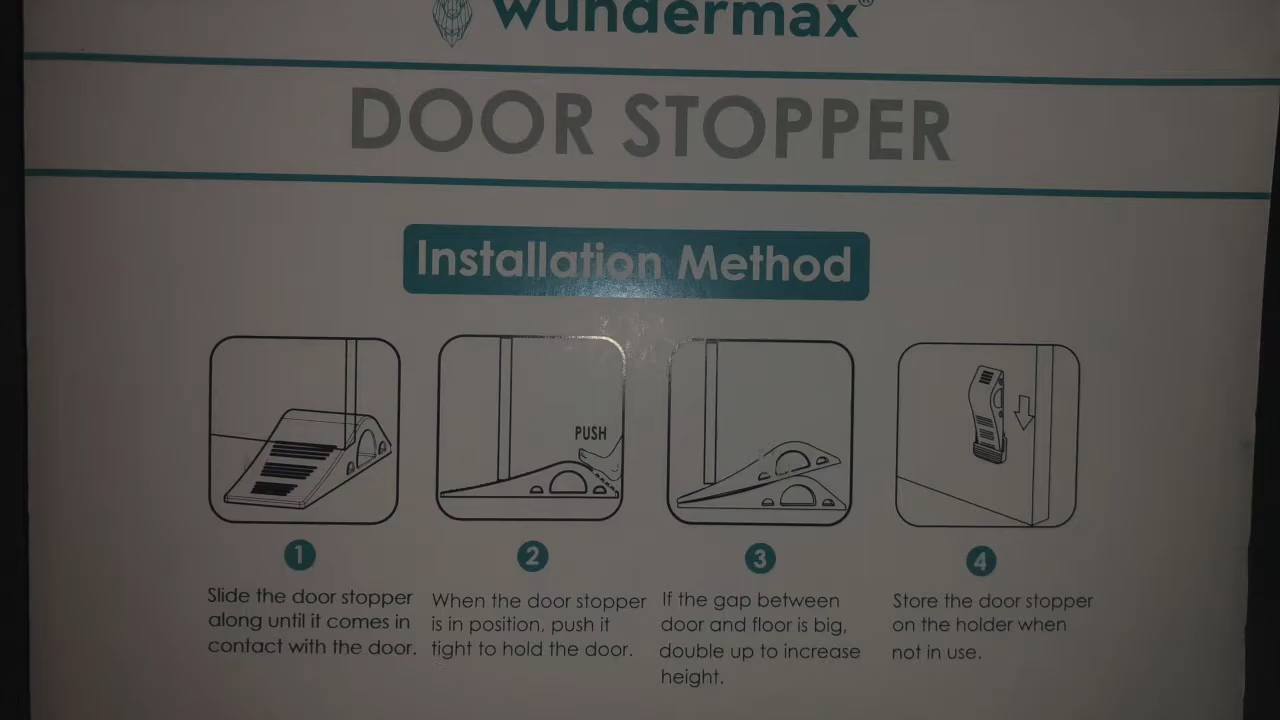 wundermax®
DOOR STOPPER
Installation Method
PUSH
1
Slide the door stopper
along until it comes in
contact with the door.
2
When the door stopper
is in position, push it
tight to hold the door.
3
If the gap between
door and floor is big,
double up to increase
height.
4
Store the door stopper
on the holder when
not in use.